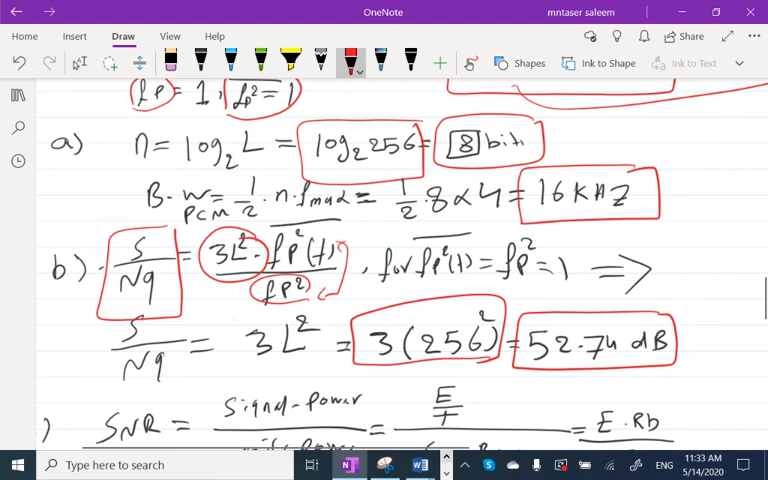 OneNote
mntaser saleem
Home Insert Draw View Help Share
Shapes Ink to Shape Ink to Text
fp = 1, fp² = 1
a) n = log₂ L = log₂ 256 = 8 bit
B.W PCM = 1/2 . n . fmax = 1/2 . 8 x 4 = 16 KHZ
b) . S/Nq = 3L² . fp²(t) / fp² , for fp²(t) = fp² = 1 ⟹
S/Nq = 3L² = 3(256²) = 52.74 dB
) SNR = Signal-Power = E/T = E.Rb
Type here to search
ENG
11:33 AM
5/14/2020